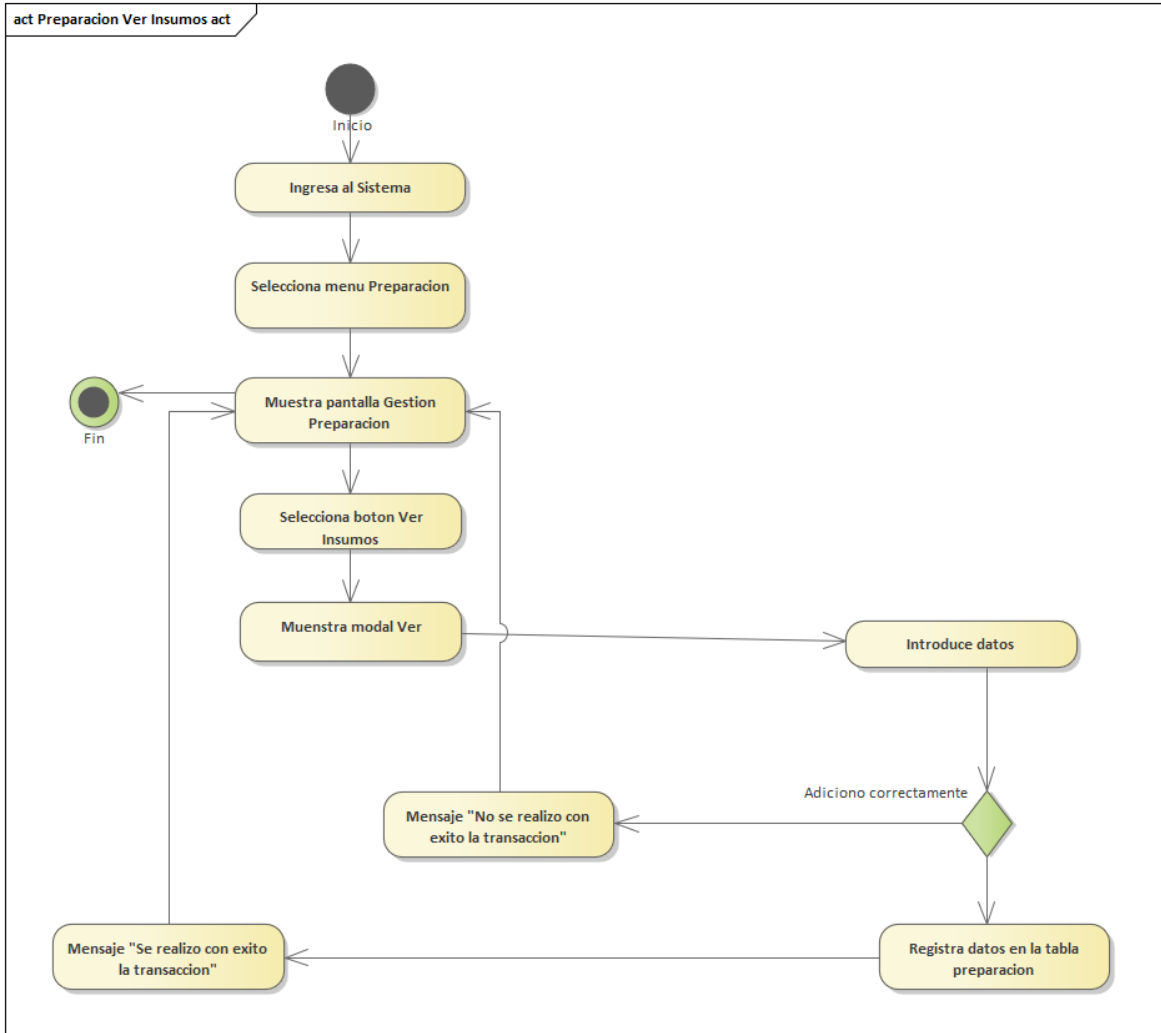 act Preparacion Ver Insumos act
Inicio
Ingresa al Sistema
Selecciona menu Preparacion
Muestra pantalla Gestion
Preparacion
Fin
Selecciona boton Ver
Insumos
Muenstra modal Ver
Introduce datos
Adiciono correctamente
Mensaje "No se realizo con
exito la transaccion"
Mensaje "Se realizo con exito
la transaccion"
Registra datos en la tabla
preparacion